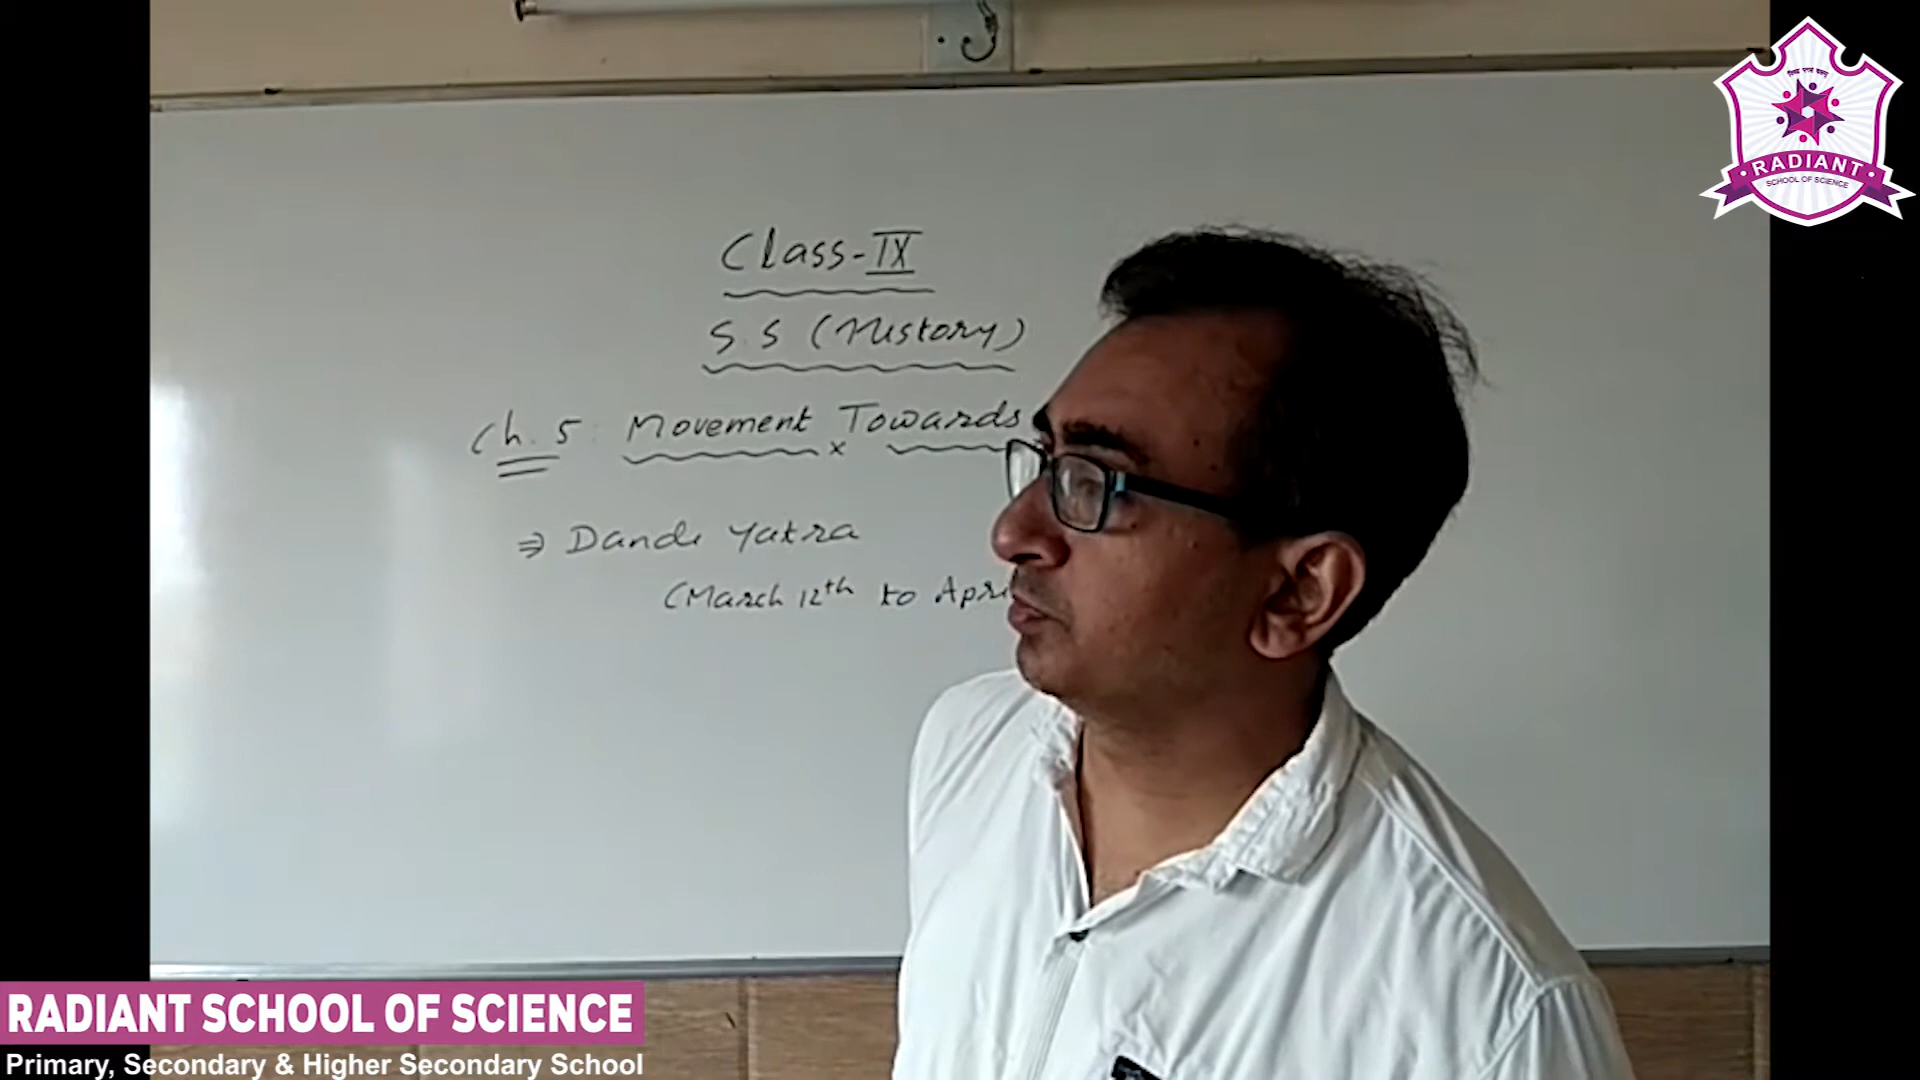 Class-IX
S.S (History)
Ch. 5: Movement Towards
⇒ Dandi Yatra
(March 12th to Apri
RADIANT
SCHOOL OF SCIENCE
RADIANT SCHOOL OF SCIENCE
Primary, Secondary & Higher Secondary School